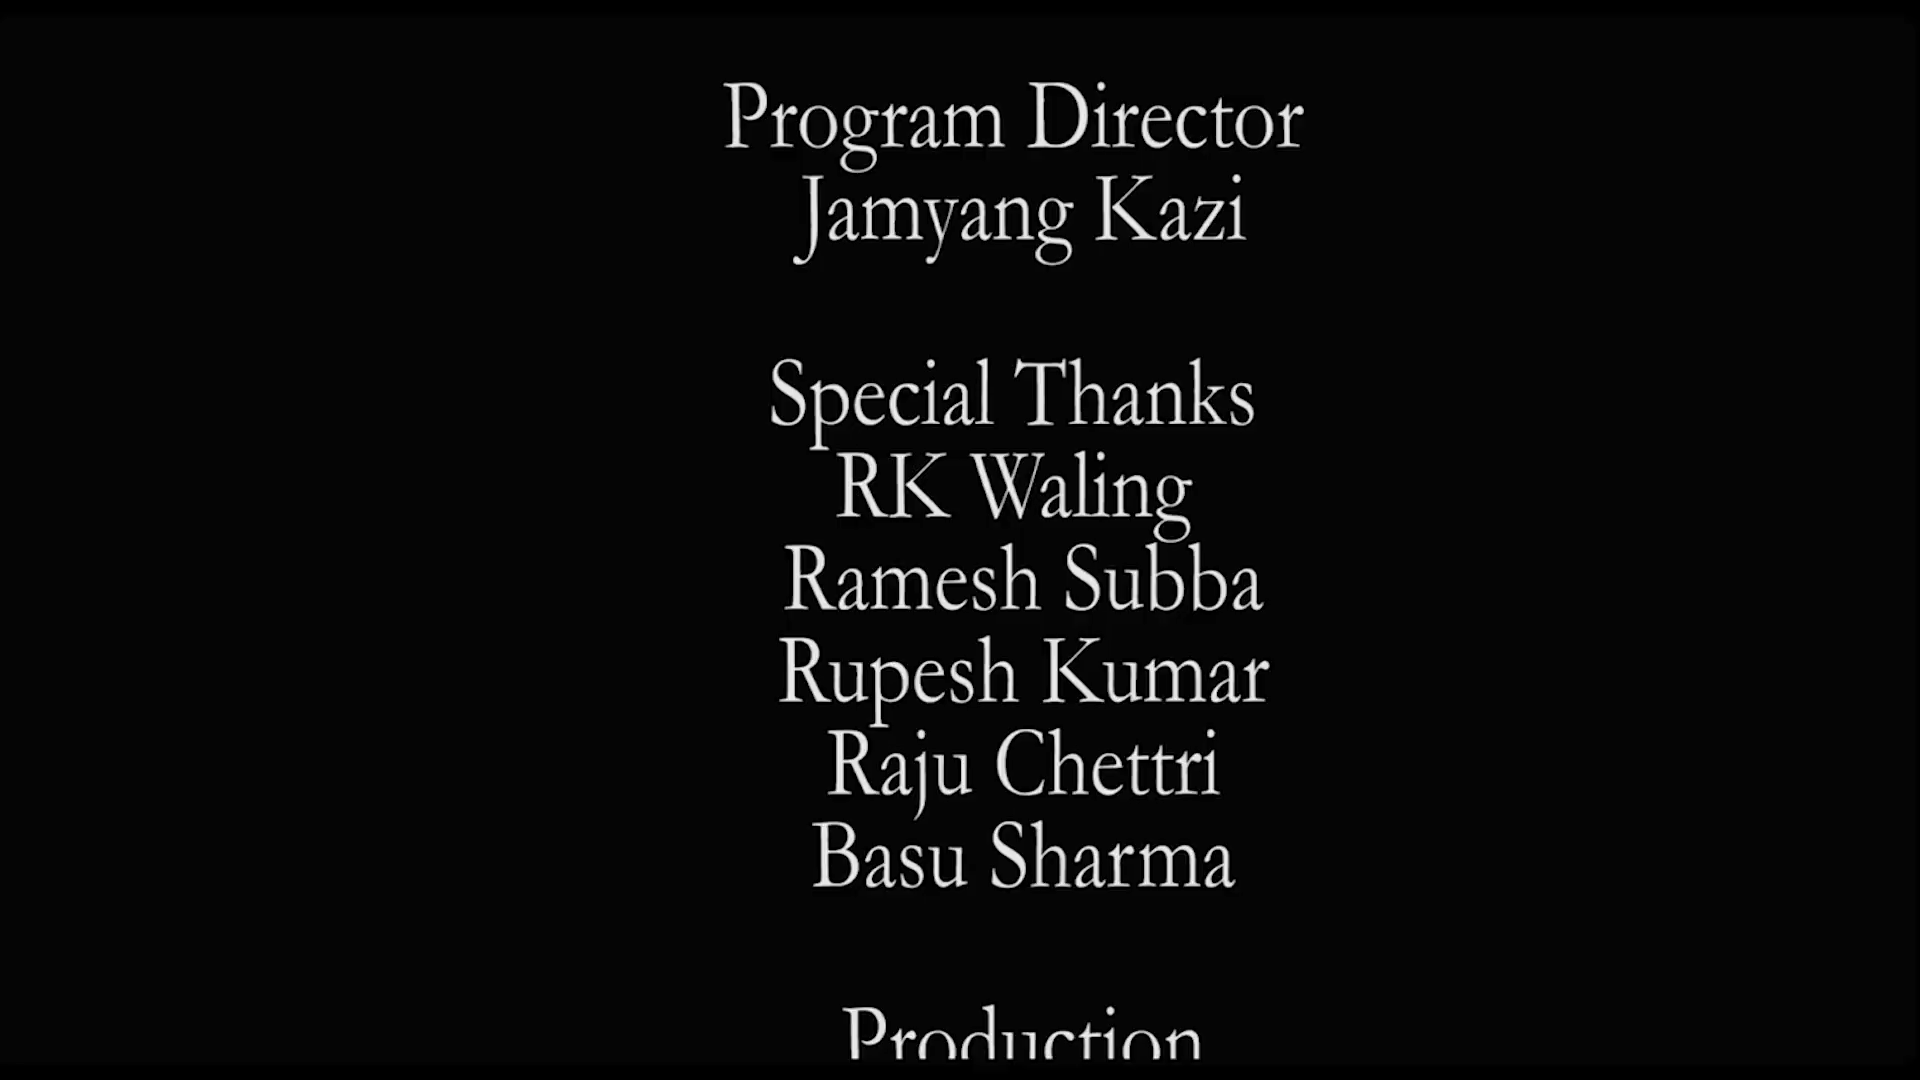 Program Director
Jamyang Kazi
Special Thanks
RK Waling
Ramesh Subba
Rupesh Kumar
Raju Chettri
Basu Sharma
Production